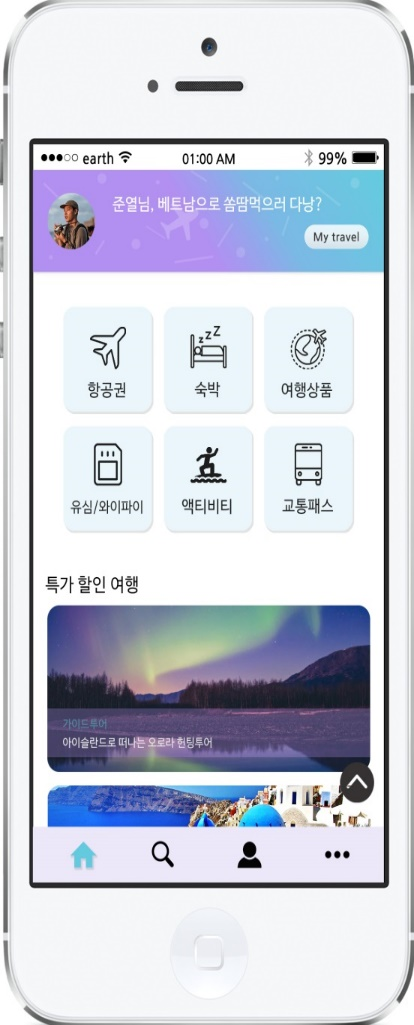 earth 01:00 AM 99%
준열님, 베트남으로 쏨땀먹으러 다낭?
My travel
항공권 숙박 여행상품
유심/와이파이 액티비티 교통패스
특가 할인 여행
가이드투어
아이슬란드로 떠나는 오로라 헌팅투어